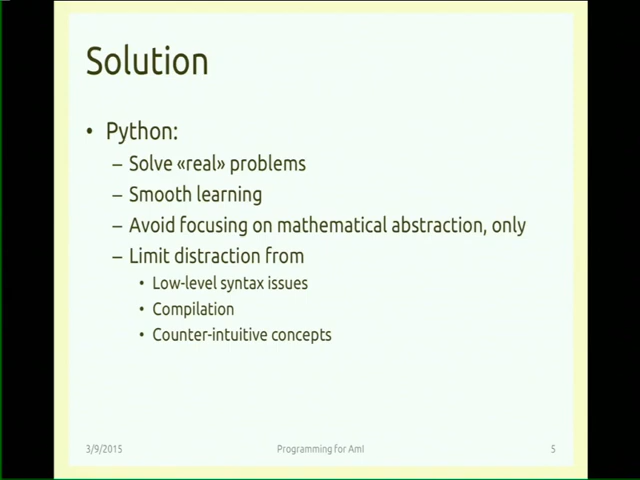 Solution
• Python:
– Solve «real» problems
– Smooth learning
– Avoid focusing on mathematical abstraction, only
– Limit distraction from
• Low-level syntax issues
• Compilation
• Counter-intuitive concepts
3/9/2015 Programming for AmI 5